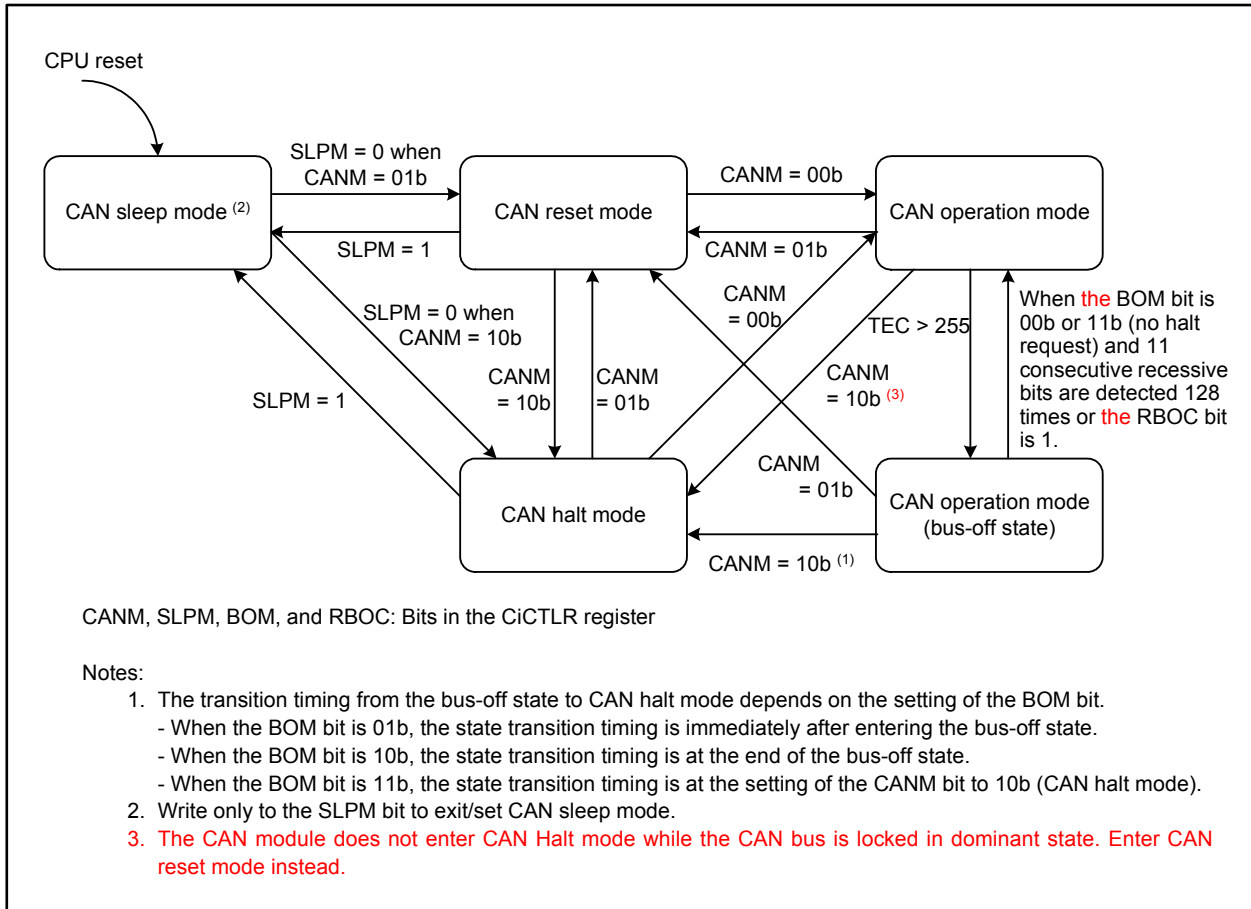 CPU reset
SLPM = 0 when
CANM = 01b
CANM = 00b
CAN sleep mode (2)
CAN reset mode
CAN operation mode
SLPM = 1
CANM = 01b
SLPM = 0 when
CANM = 10b
CANM
= 00b
TEC > 255
When the BOM bit is
00b or 11b (no halt
request) and 11
consecutive recessive
bits are detected 128
times or the RBOC bit
is 1.
SLPM = 1
CANM
= 10b
CANM
= 01b
CANM
= 10b (3)
CANM
= 01b
CAN halt mode
CAN operation mode
(bus-off state)
CANM = 10b (1)
CANM, SLPM, BOM, and RBOC: Bits in the CiCTLR register
Notes:
1. The transition timing from the bus-off state to CAN halt mode depends on the setting of the BOM bit.
- When the BOM bit is 01b, the state transition timing is immediately after entering the bus-off state.
- When the BOM bit is 10b, the state transition timing is at the end of the bus-off state.
- When the BOM bit is 11b, the state transition timing is at the setting of the CANM bit to 10b (CAN halt mode).
2. Write only to the SLPM bit to exit/set CAN sleep mode.
3. The CAN module does not enter CAN Halt mode while the CAN bus is locked in dominant state. Enter CAN
reset mode instead.